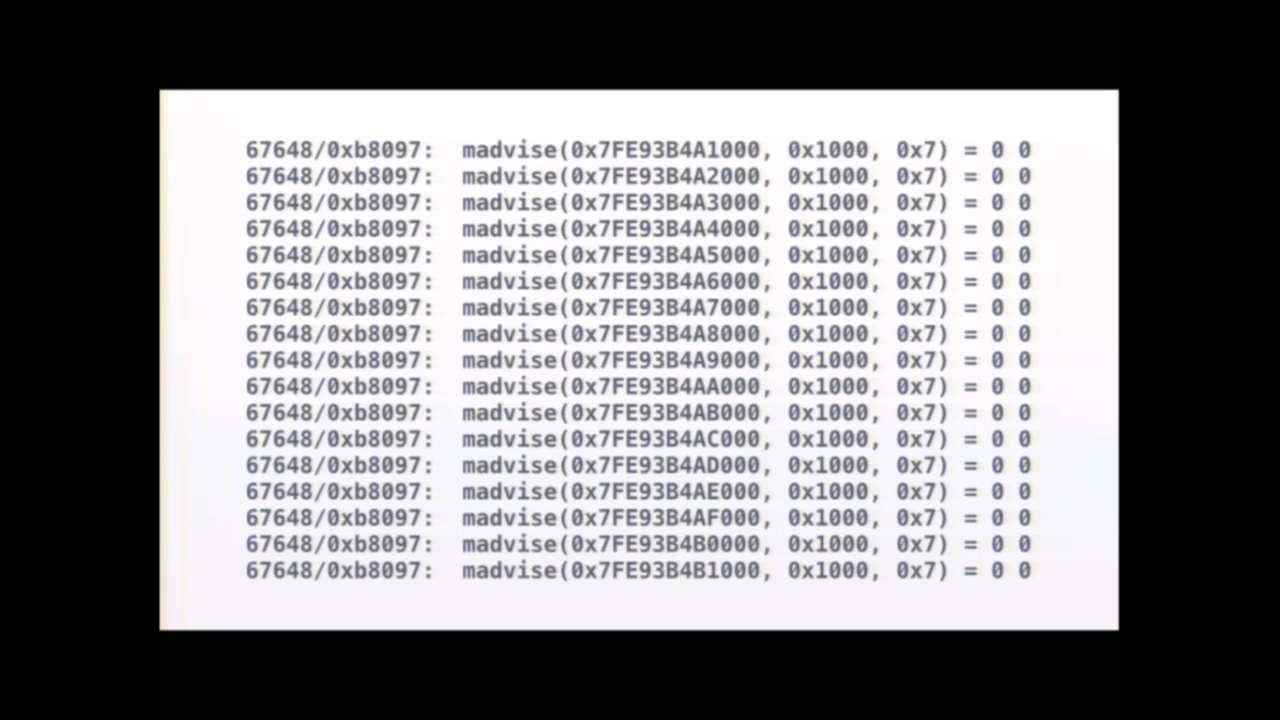 67648/0xb8097:  madvise(0x7FE93B4A1000, 0x1000, 0x7) = 0 0
67648/0xb8097:  madvise(0x7FE93B4A2000, 0x1000, 0x7) = 0 0
67648/0xb8097:  madvise(0x7FE93B4A3000, 0x1000, 0x7) = 0 0
67648/0xb8097:  madvise(0x7FE93B4A4000, 0x1000, 0x7) = 0 0
67648/0xb8097:  madvise(0x7FE93B4A5000, 0x1000, 0x7) = 0 0
67648/0xb8097:  madvise(0x7FE93B4A6000, 0x1000, 0x7) = 0 0
67648/0xb8097:  madvise(0x7FE93B4A7000, 0x1000, 0x7) = 0 0
67648/0xb8097:  madvise(0x7FE93B4A8000, 0x1000, 0x7) = 0 0
67648/0xb8097:  madvise(0x7FE93B4A9000, 0x1000, 0x7) = 0 0
67648/0xb8097:  madvise(0x7FE93B4AA000, 0x1000, 0x7) = 0 0
67648/0xb8097:  madvise(0x7FE93B4AB000, 0x1000, 0x7) = 0 0
67648/0xb8097:  madvise(0x7FE93B4AC000, 0x1000, 0x7) = 0 0
67648/0xb8097:  madvise(0x7FE93B4AD000, 0x1000, 0x7) = 0 0
67648/0xb8097:  madvise(0x7FE93B4AE000, 0x1000, 0x7) = 0 0
67648/0xb8097:  madvise(0x7FE93B4AF000, 0x1000, 0x7) = 0 0
67648/0xb8097:  madvise(0x7FE93B4B0000, 0x1000, 0x7) = 0 0
67648/0xb8097:  madvise(0x7FE93B4B1000, 0x1000, 0x7) = 0 0